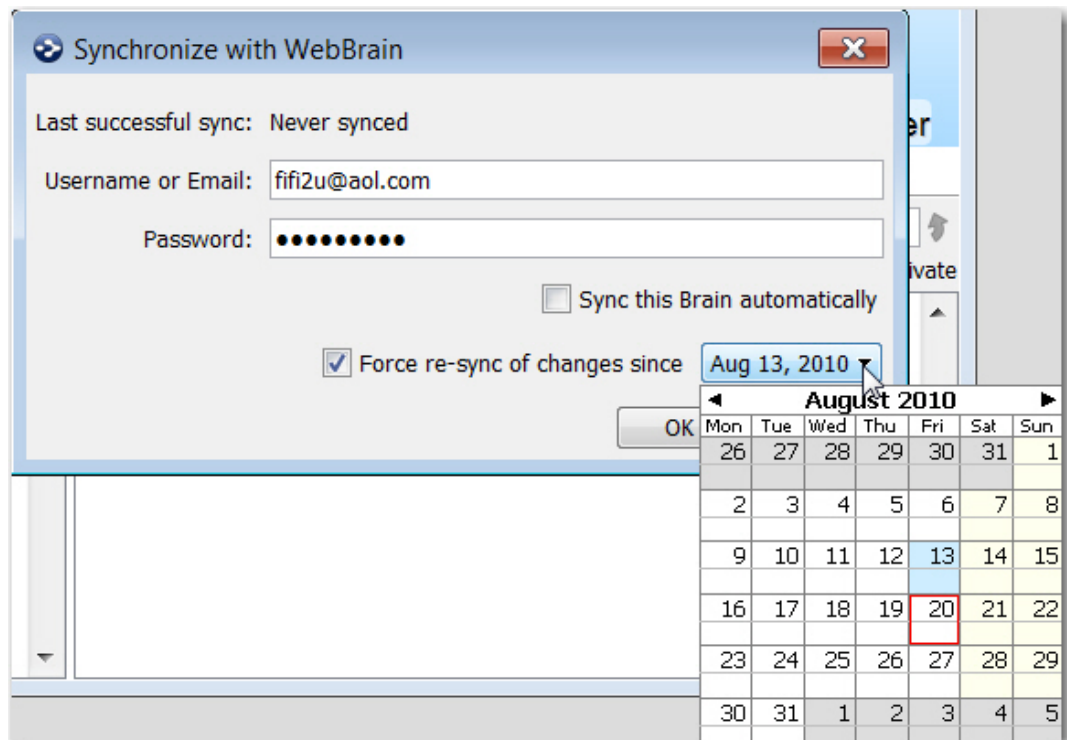 Synchronize with WebBrain
er
Last successful sync: Never synced
Username or Email: fifi2u@aol.com
Password: •••••••••
ivate
Sync this Brain automatically
Force re-sync of changes since Aug 13, 2010
OK
August 2010
Mon Tue Wed Thu Fri Sat Sun
26 27 28 29 30 31 1
2 3 4 5 6 7 8
9 10 11 12 13 14 15
16 17 18 19 20 21 22
23 24 25 26 27 28 29
30 31 1 2 3 4 5